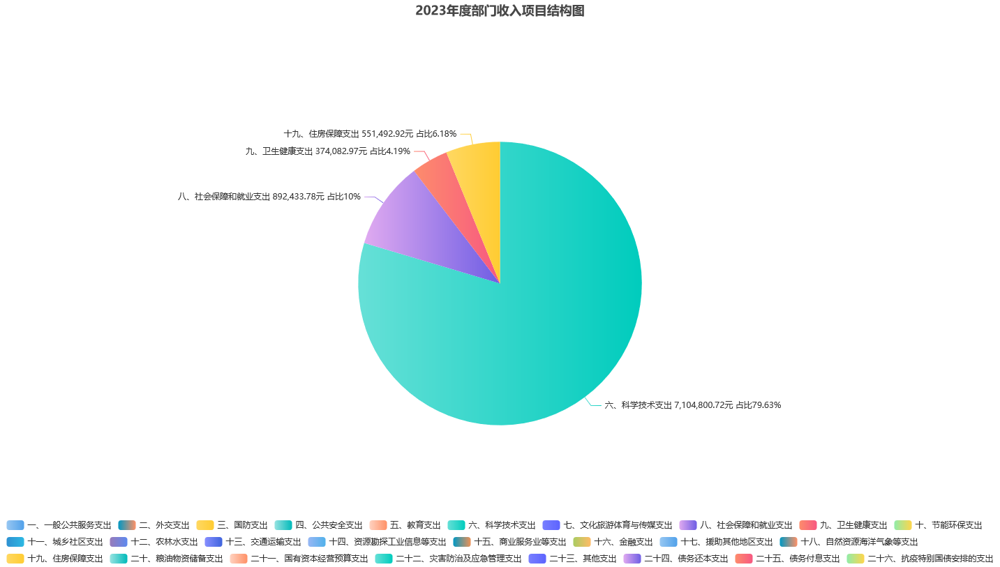 2023年度部门收入项目结构图
十九、住房保障支出 551,492.92元 占比6.18%
九、卫生健康支出 374,082.97元 占比4.19%
八、社会保障和就业支出 892,433.78元 占比10%
六、科学技术支出 7,104,800.72元 占比79.63%
一、一般公共服务支出 二、外交支出 三、国防支出 四、公共安全支出 五、教育支出 六、科学技术支出 七、文化旅游体育与传媒支出 八、社会保障和就业支出 九、卫生健康支出 十、节能环保支出
十一、城乡社区支出 十二、农林水支出 十三、交通运输支出 十四、资源勘探工业信息等支出 十五、商业服务业等支出 十六、金融支出 十七、援助其他地区支出 十八、自然资源海洋气象等支出
十九、住房保障支出 二十、粮油物资储备支出 二十一、国有资本经营预算支出 二十二、灾害防治及应急管理支出 二十三、其他支出 二十四、债务还本支出 二十五、债务付息支出 二十六、抗疫特别国债安排的支出